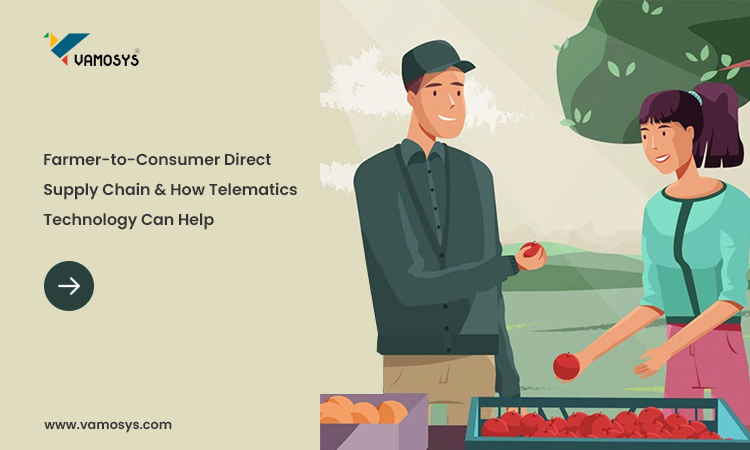 VAMOSYS
Farmer-to-Consumer Direct
Supply Chain & How Telematics
Technology Can Help
www.vamosys.com